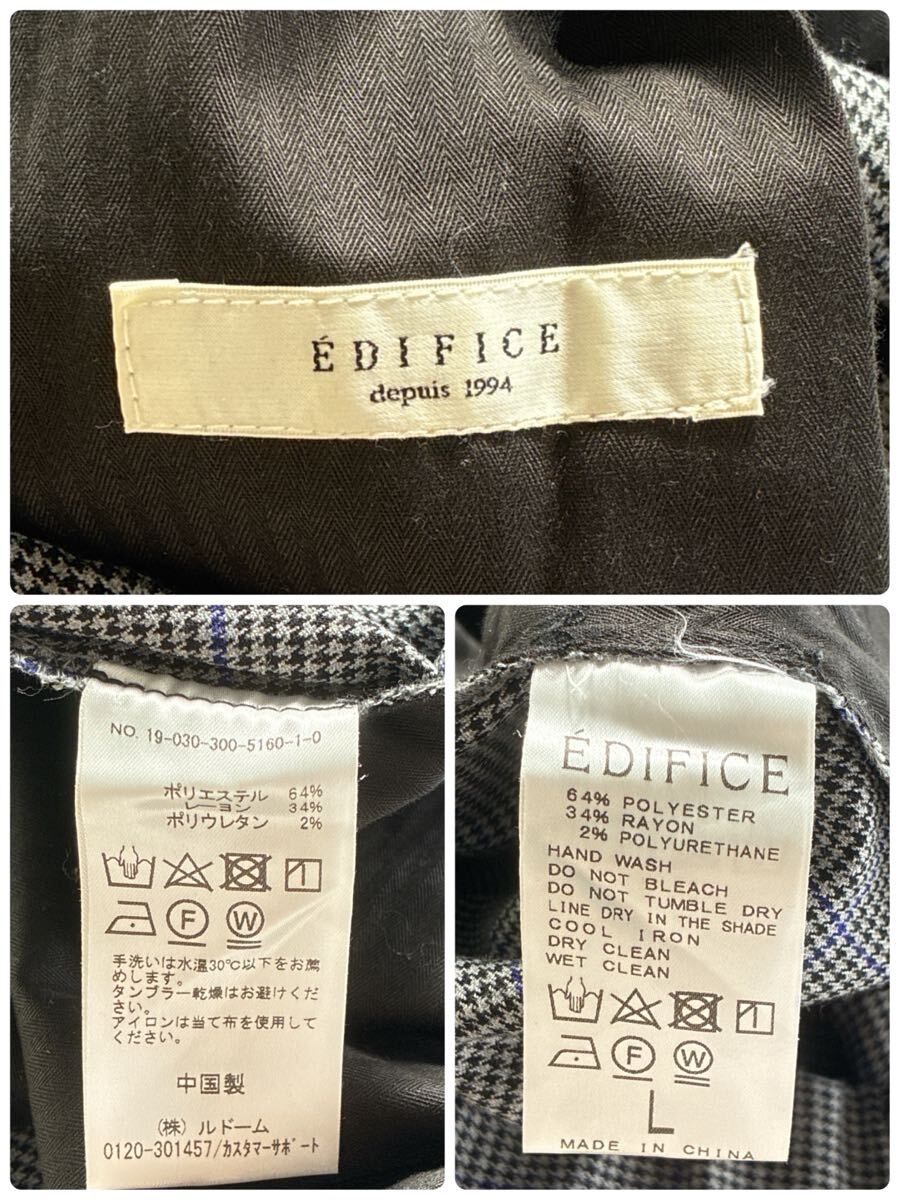 ÉDIFICE
depuis 1994
NO. 19-030-300-5160-1-0
ポリエステル 64%
レーヨン 34%
ポリウレタン 2%
F W
手洗いは水温30℃以下をお薦
めします。
タンブラー乾燥はお避けくださ
い。
アイロンは当て布を使用して
ください。
中国製
(株) ルドーム
0120-301457/カスタマーサポート
ÉDIFICE
64% POLYESTER
34% RAYON
2% POLYURETHANE
HAND WASH
DO NOT BLEACH
DO NOT TUMBLE DRY
LINE DRY IN THE SHADE
COOL IRON
DRY CLEAN
WET CLEAN
F W
L
MADE IN CHINA